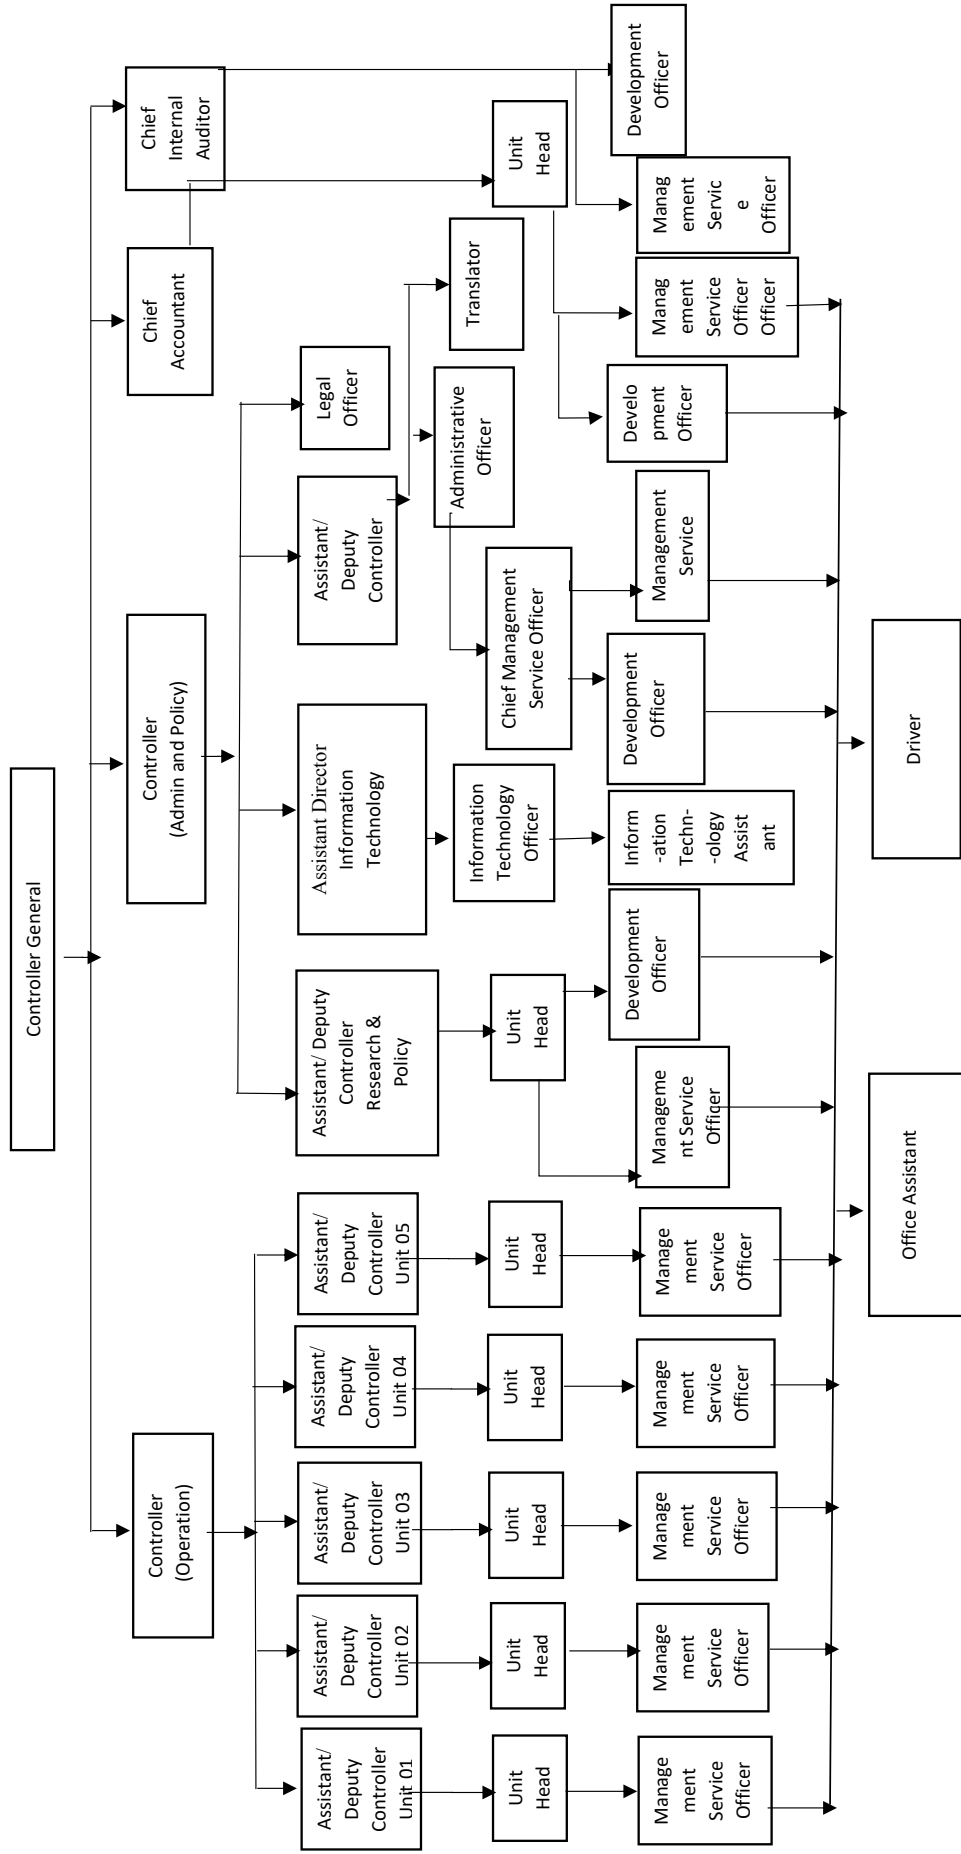 Controller General
Controller
(Operation)
Controller
(Admin and Policy)
Chief
Accountant
Chief
Internal
Auditor
Assistant/
Deputy
Controller
Unit 01
Assistant/
Deputy
Controller
Unit 02
Assistant/
Deputy
Controller
Unit 03
Assistant/
Deputy
Controller
Unit 04
Assistant/
Deputy
Controller
Unit 05
Assistant/ Deputy
Controller
Research &
Policy
Assistant Director
Information
Technology
Assistant/
Deputy
Controller
Legal
Officer
Unit
Head
Unit
Head
Unit
Head
Unit
Head
Unit
Head
Unit
Head
Information
Technology
Officer
Administrative
Officer
Translator
Unit
Head
Chief Management
Service Officer
Manage
ment
Service
Officer
Manage
ment
Service
Officer
Manage
ment
Service
Officer
Manage
ment
Service
Officer
Manage
ment
Service
Officer
Manageme
nt Service
Officer
Development
Officer
Inform
-ation
Techn-
-ology
Assist
ant
Development
Officer
Management
Service
Develo
pment
Officer
Manag
ement
Service
Officer
Officer
Manag
ement
Servic
e
Officer
Development
Officer
Office Assistant
Driver